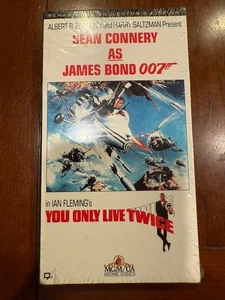 ALBERT R. BROCCOLI and HARRY SALTZMAN Present
SEAN CONNERY
AS
JAMES BOND 007
in IAN FLEMING's
YOU ONLY LIVE TWICE
MGM/UA
HOME VIDEO